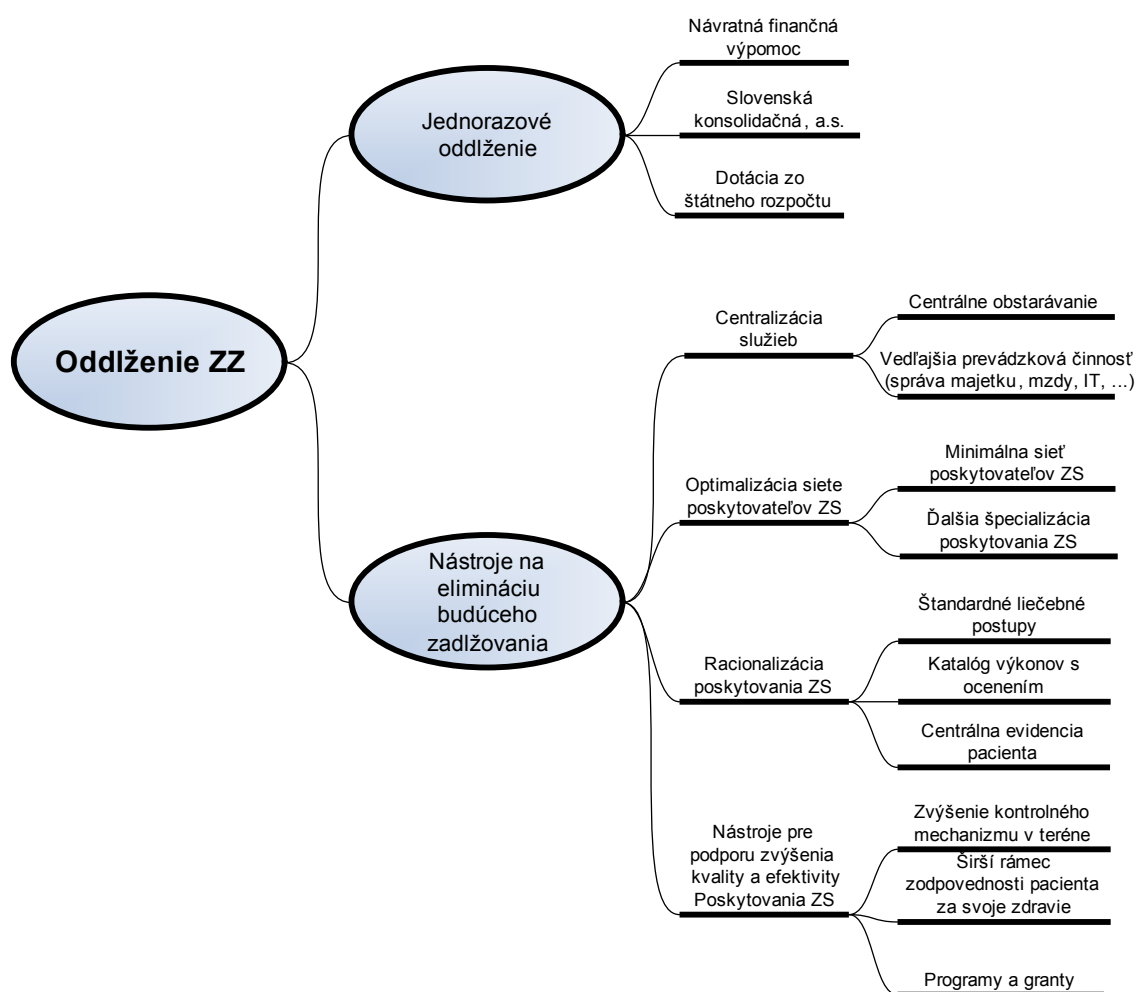 Oddlženie ZZ
Jednorazové
oddlženie
Návratná finančná
výpomoc
Slovenská
konsolidačná, a.s.
Dotácia zo
štátneho rozpočtu
Nástroje na
elimináciu
budúceho
zadlžovania
Centralizácia
služieb
Centrálne obstarávanie
Vedľajšia prevádzková činnosť
(správa majetku, mzdy, IT, ...)
Optimalizácia siete
poskytovateľov ZS
Minimálna sieť
poskytovateľov ZS
Ďalšia špecializácia
poskytovania ZS
Racionalizácia
poskytovania ZS
Štandardné liečebné
postupy
Katalóg výkonov s
ocenením
Centrálna evidencia
pacienta
Nástroje pre
podporu zvýšenia
kvality a efektivity
Poskytovania ZS
Zvýšenie kontrolného
mechanizmu v teréne
Širší rámec
zodpovednosti pacienta
za svoje zdravie
Programy a granty